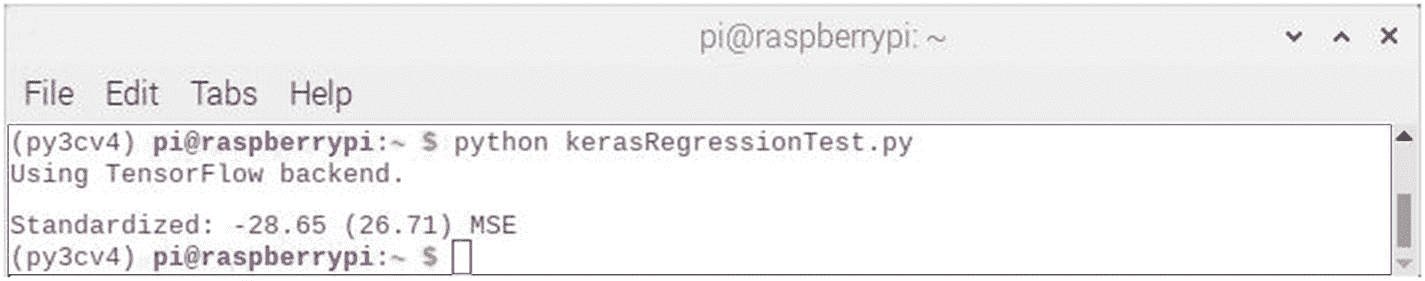 pi@raspberrypi: ~
File Edit Tabs Help
(py3cv4) pi@raspberrypi:~ $ python kerasRegressionTest.py
Using TensorFlow backend.
Standardized: -28.65 (26.71) MSE
(py3cv4) pi@raspberrypi:~ $